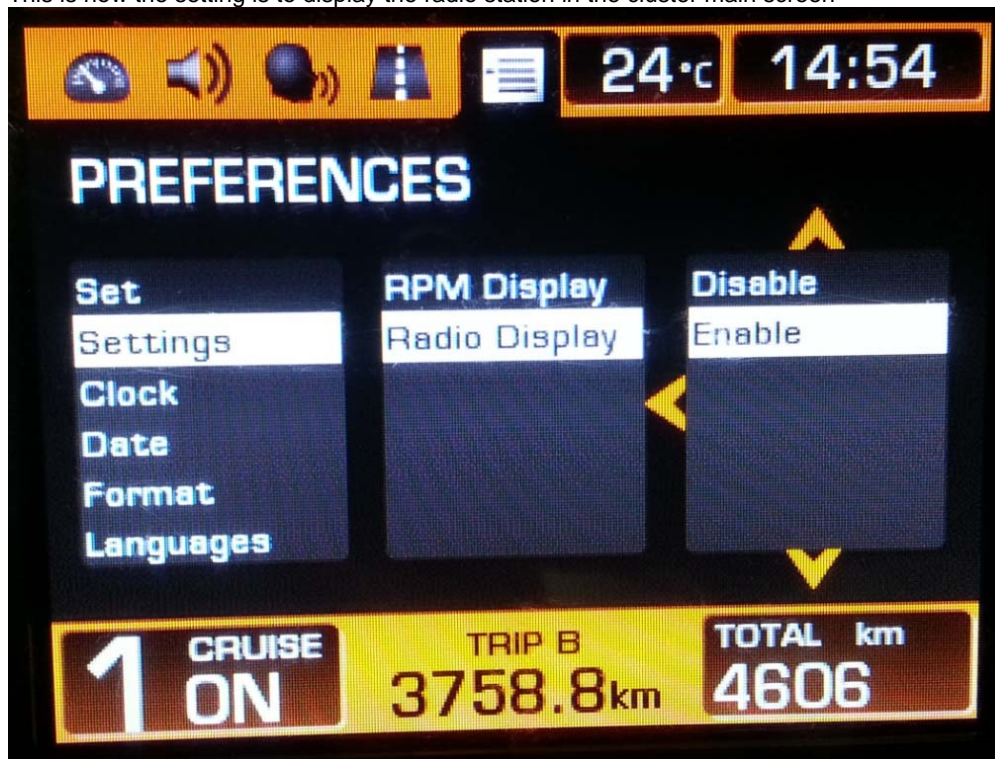 This is how the setting is to display the radio station in the cluster main screen
24°C 14:54
PREFERENCES
Set
Settings
Clock
Date
Format
Languages
RPM Display
Radio Display
Disable
Enable
1 CRUISE ON
TRIP B
3758.8km
TOTAL km
4606